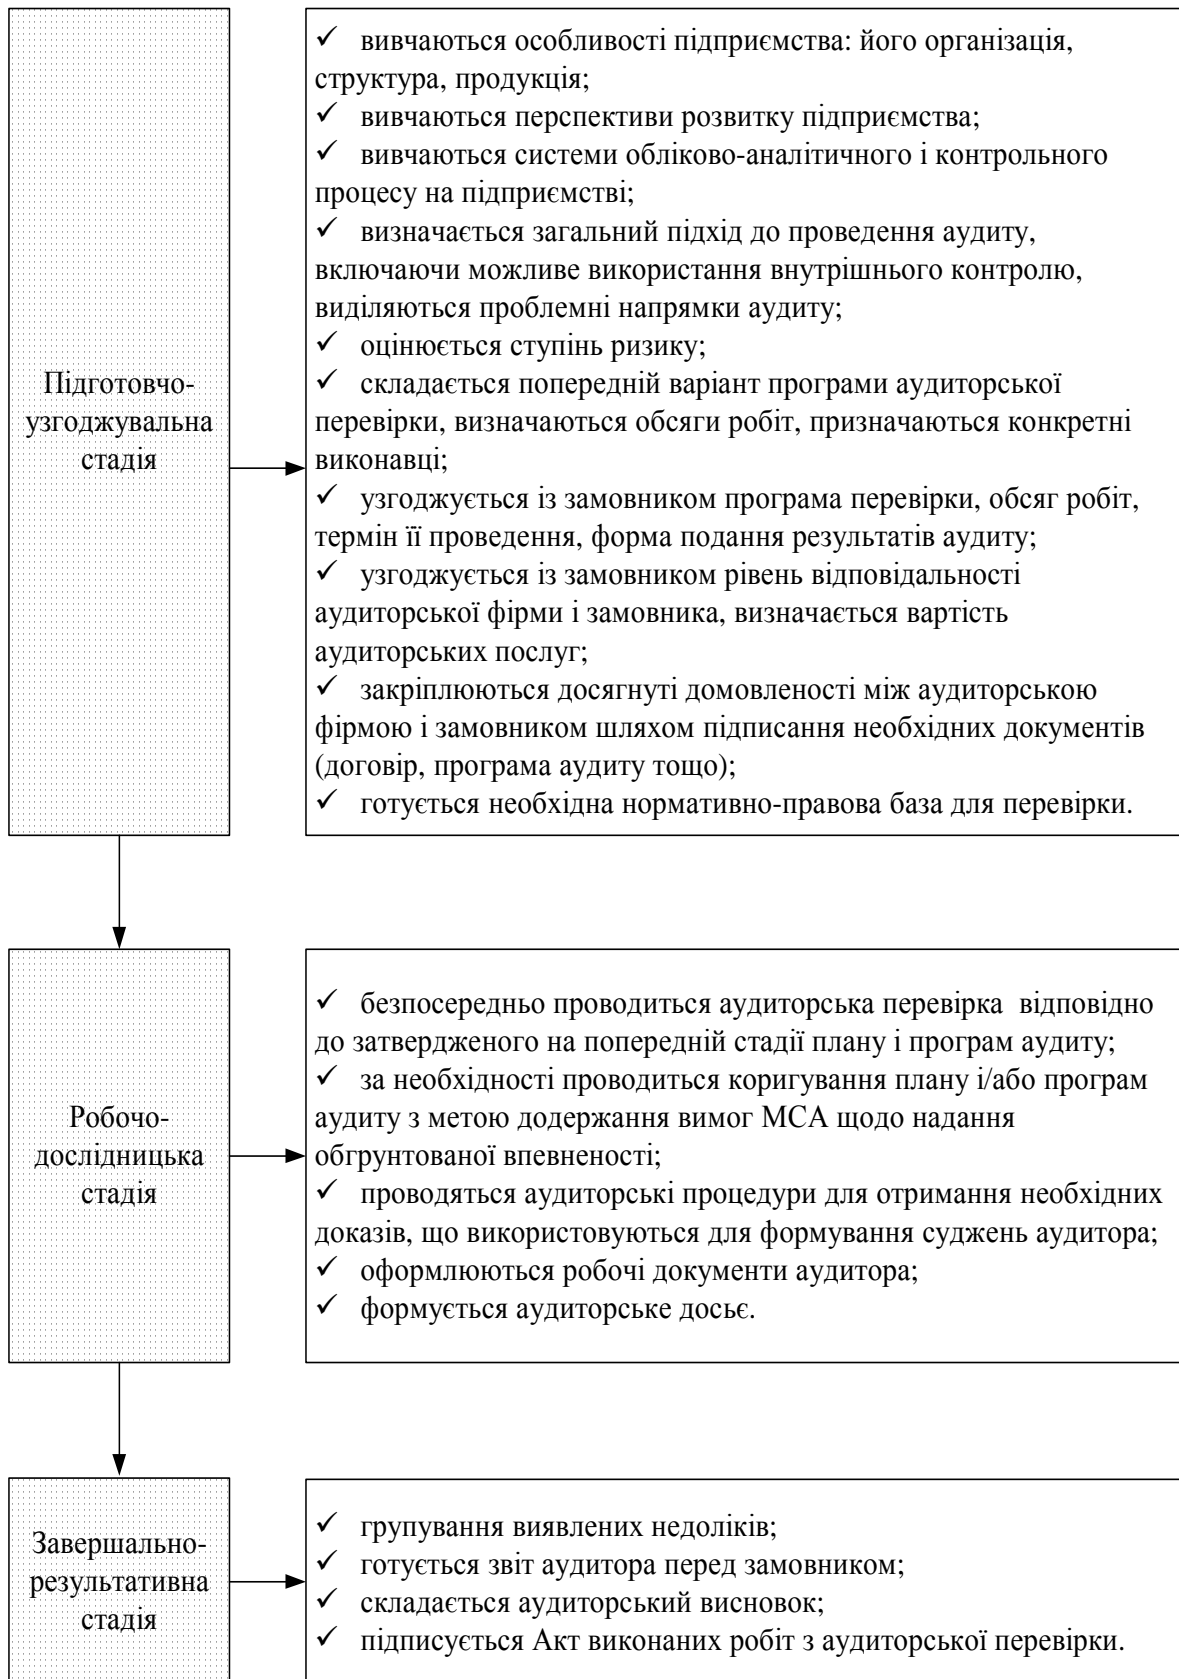 Підготовчо-
узгоджувальна
стадія
✓ вивчаються особливості підприємства: його організація,
структура, продукція;
✓ вивчаються перспективи розвитку підприємства;
✓ вивчаються системи обліково-аналітичного і контрольного
процесу на підприємстві;
✓ визначається загальний підхід до проведення аудиту,
включаючи можливе використання внутрішнього контролю,
виділяються проблемні напрямки аудиту;
✓ оцінюється ступінь ризику;
✓ складається попередній варіант програми аудиторської
перевірки, визначаються обсяги робіт, призначаються конкретні
виконавці;
✓ узгоджується із замовником програма перевірки, обсяг робіт,
термін її проведення, форма подання результатів аудиту;
✓ узгоджується із замовником рівень відповідальності
аудиторської фірми і замовника, визначається вартість
аудиторських послуг;
✓ закріплюються досягнуті домовленості між аудиторською
фірмою і замовником шляхом підписання необхідних документів
(договір, програма аудиту тощо);
✓ готується необхідна нормативно-правова база для перевірки.
Робочо-
дослідницька
стадія
✓ безпосередньо проводиться аудиторська перевірка відповідно
до затвердженого на попередній стадії плану і програм аудиту;
✓ за необхідності проводиться коригування плану і/або програм
аудиту з метою додержання вимог МСА щодо надання
обгрунтованої впевненості;
✓ проводяться аудиторські процедури для отримання необхідних
доказів, що використовуються для формування суджень аудитора;
✓ оформлюються робочі документи аудитора;
✓ формується аудиторське досьє.
Завершально-
результативна
стадія
✓ групування виявлених недоліків;
✓ готується звіт аудитора перед замовником;
✓ складається аудиторський висновок;
✓ підписується Акт виконаних робіт з аудиторської перевірки.